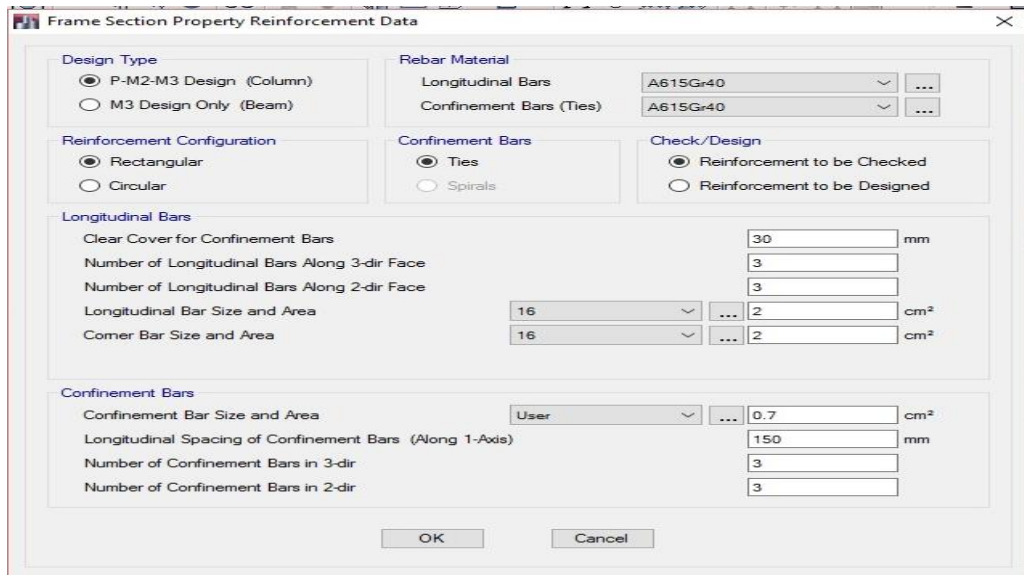 Frame Section Property Reinforcement Data
Design Type
P-M2-M3 Design (Column)
M3 Design Only (Beam)
Rebar Material
Longitudinal Bars A615Gr40 ...
Confinement Bars (Ties) A615Gr40 ...
Reinforcement Configuration
Rectangular
Circular
Confinement Bars
Ties
Spirals
Check/Design
Reinforcement to be Checked
Reinforcement to be Designed
Longitudinal Bars
Clear Cover for Confinement Bars 30 mm
Number of Longitudinal Bars Along 3-dir Face 3
Number of Longitudinal Bars Along 2-dir Face 3
Longitudinal Bar Size and Area 16 ... 2 cm²
Corner Bar Size and Area 16 ... 2 cm²
Confinement Bars
Confinement Bar Size and Area User ... 0.7 cm²
Longitudinal Spacing of Confinement Bars (Along 1-Axis) 150 mm
Number of Confinement Bars in 3-dir 3
Number of Confinement Bars in 2-dir 3
OK Cancel